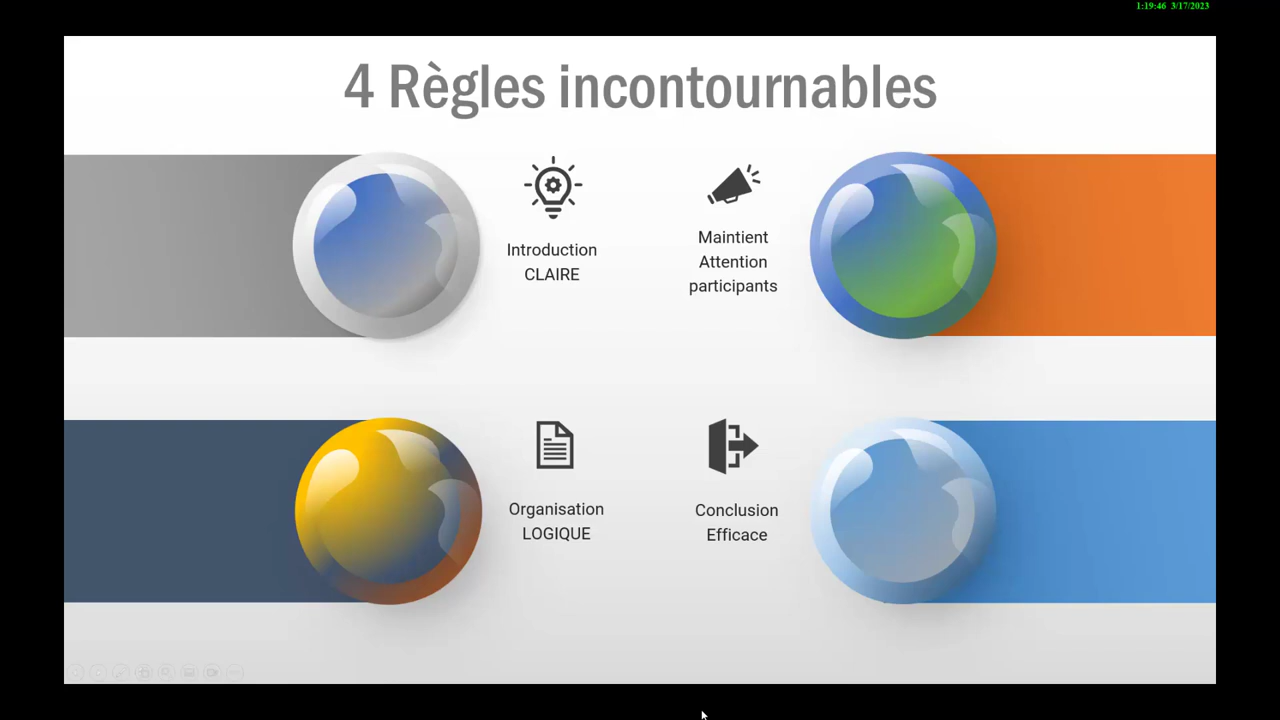 1:19:46 3/17/2023
4 Règles incontournables
Introduction
CLAIRE
Maintient
Attention
participants
Organisation
LOGIQUE
Conclusion
Efficace